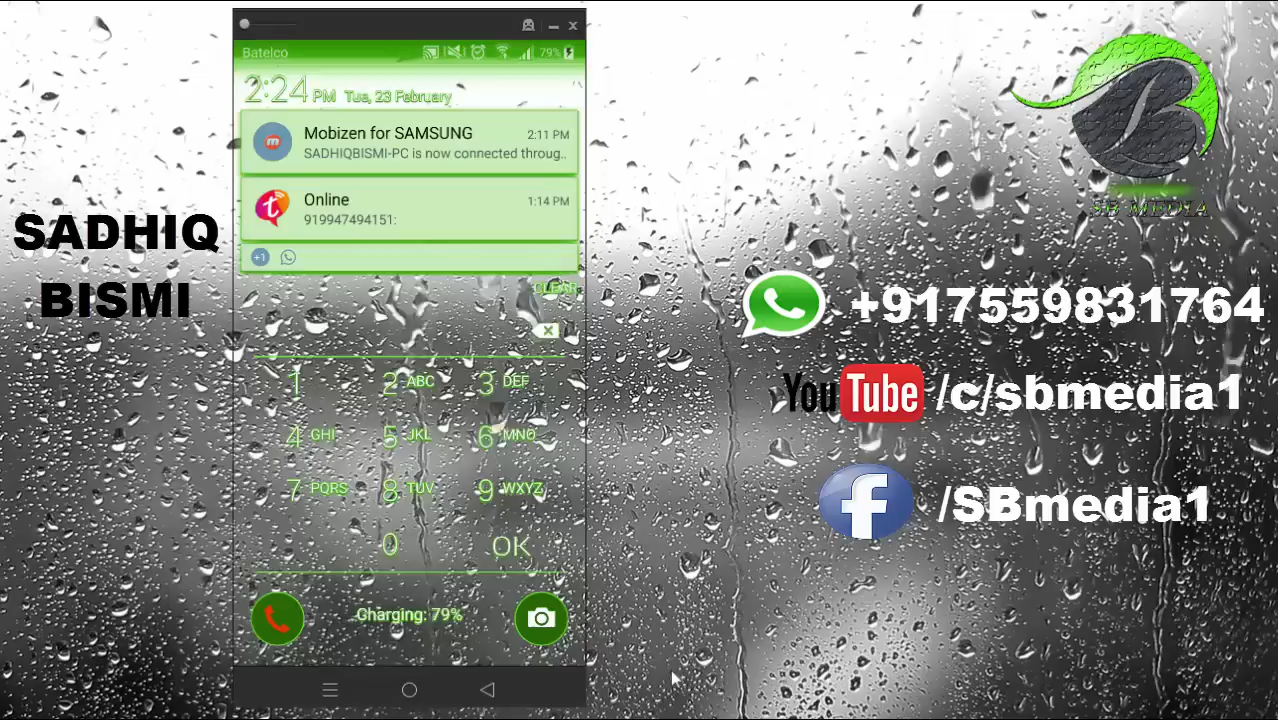 SADHIQ
BISMI
Batelco
79%
2:24 PM Tue, 23 February
Mobizen for SAMSUNG 2:11 PM
SADHIQBISMI-PC is now connected throug..
Online 1:14 PM
919947494151:
+1
CLEAR
1 2 ABC 3 DEF
4 GHI 5 JKL 6 MNO
7 PQRS 8 TUV 9 WXYZ
0 OK
Charging: 79%
SB MEDIA
+917559831764
YouTube /c/sbmedia1
f /SBmedia1